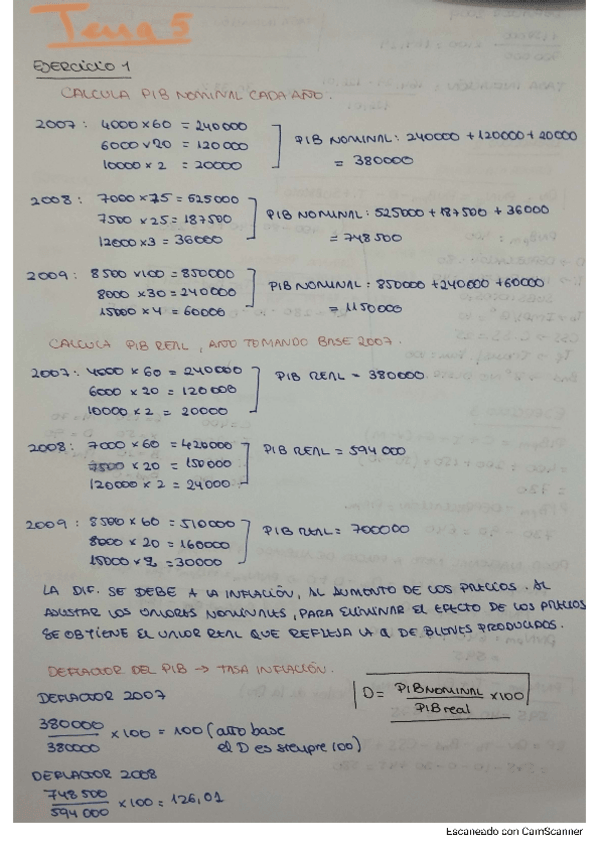 Tema 5
EJERCICIO 1
CALCULA PIB NOMINAL CADA AÑO.
2007: 4000 x 60 = 240000
6000 x 20 = 120000
10000 x 2 = 20000
PIB NOMINAL: 240000 + 120000 + 20000
= 380000
2008: 7000 x 75 = 525000
7500 x 25 = 187500
12000 x 3 = 36000
PIB NOMINAL: 525000 + 187500 + 36000
= 748500
2009: 8500 x 100 = 850000
8000 x 30 = 240000
15000 x 4 = 60000
PIB NOMINAL: 850000 + 240000 + 60000
= 1150000
CALCULA PIB REAL, AÑO TOMANDO BASE 2007.
2007: 4000 x 60 = 240000
6000 x 20 = 120000
10000 x 2 = 20000
PIB REAL = 380000
2008: 7000 x 60 = 420000
7500 x 20 = 150000
120000 x 2 = 24000
PIB REAL = 594000
2009: 8500 x 60 = 510000
8000 x 20 = 160000
15000 x 2 = 30000
PIB REAL = 700000
LA DIF. SE DEBE A LA INFLACIÓN, AL AUMENTO DE LOS PRECIOS. AL
AJUSTAR LOS VALORES NOMINALES, PARA ELIMINAR EL EFECTO DE LOS PRECIOS
SE OBTIENE EL VALOR REAL QUE REFLEJA LA Q DE BIENES PRODUCIDOS.
DEFLACTOR DEL PIB → TASA INFLACIÓN.
D = PIB NOMINAL / PIB real x 100
DEFLACTOR 2007
380000 / 380000 x 100 = 100 (año base
el D es siempre 100)
DEFLACTOR 2008
748500 / 594000 x 100 = 126,01
Escaneado con CamScanner